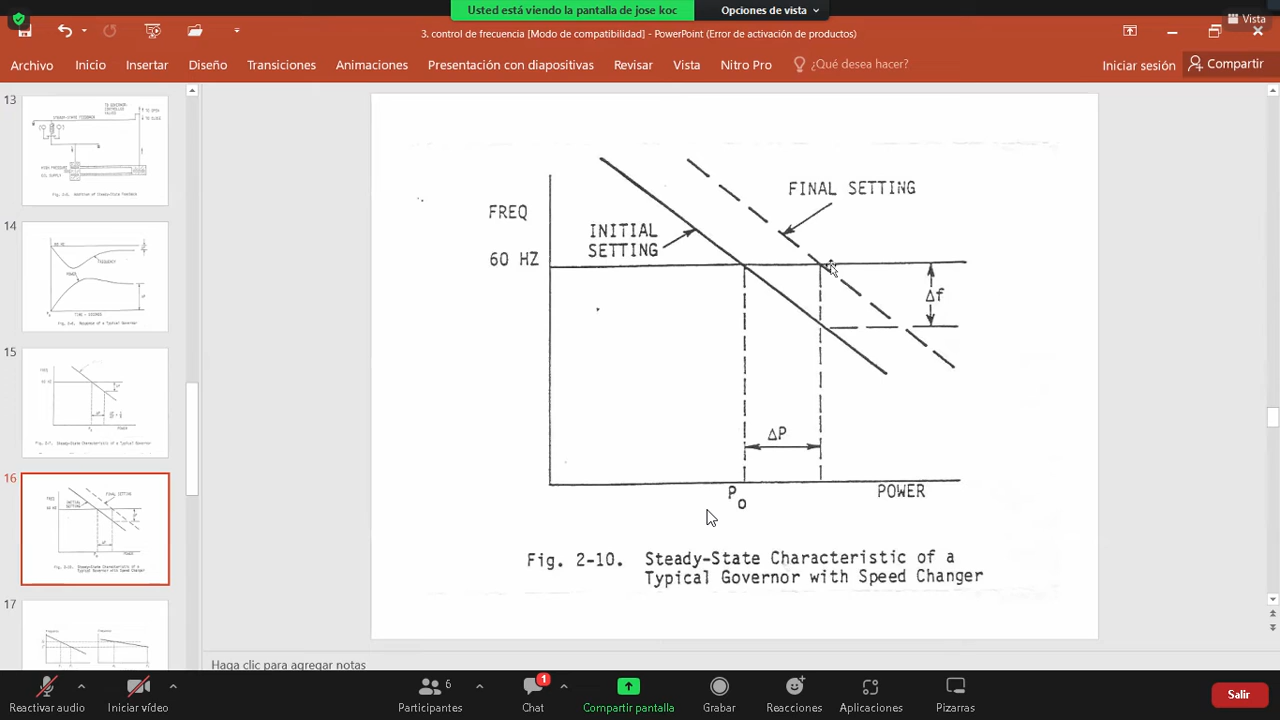 Usted está viendo la pantalla de jose koc
Opciones de vista
Vista
3. control de frecuencia [Modo de compatibilidad] - PowerPoint (Error de activación de productos)
Archivo Inicio Insertar Diseño Transiciones Animaciones Presentación con diapositivas Revisar Vista Nitro Pro ¿Qué desea hacer? Iniciar sesión Compartir
13
14
15
16
17
FINAL SETTING
FREQ
INITIAL
SETTING
60 HZ
Δf
ΔP
Po
POWER
Fig. 2-10. Steady-State Characteristic of a
Typical Governor with Speed Changer
Haga clic para agregar notas
6
1
Reactivar audio Iniciar vídeo Participantes Chat Compartir pantalla Grabar Reacciones Aplicaciones Pizarras Salir